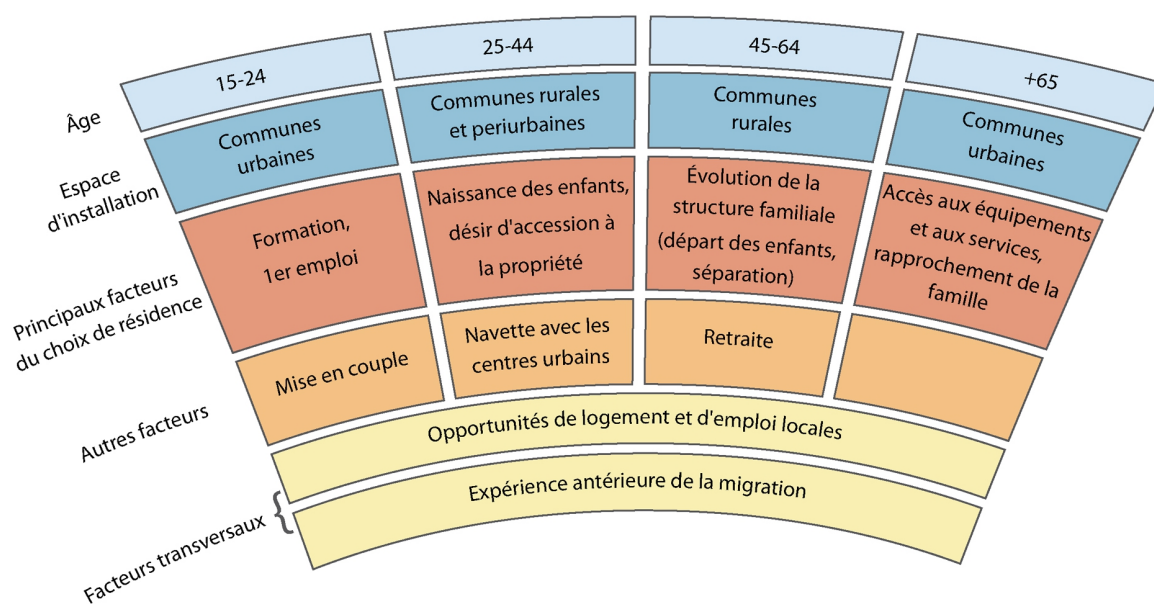 Âge
15-24
25-44
45-64
+65
Espace
d'installation
Communes
urbaines
Communes rurales
et periurbaines
Communes
rurales
Communes
urbaines
Principaux facteurs
du choix de résidence
Formation,
1er emploi
Naissance des enfants,
désir d'accession à
la propriété
Évolution de la
structure familiale
(départ des enfants,
séparation)
Accès aux équipements
et aux services,
rapprochement de la
famille
Autres facteurs
Mise en couple
Navette avec les
centres urbains
Retraite
Facteurs transversaux
{
Opportunités de logement et d'emploi locales
Expérience antérieure de la migration